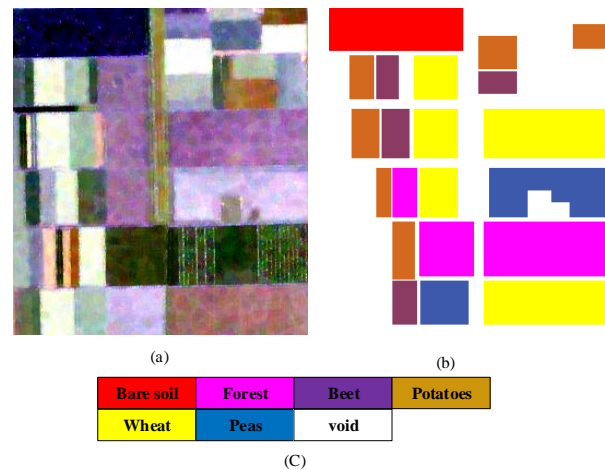 (a)
(b)
Bare soil Forest Beet Potatoes
Wheat Peas void
(C)